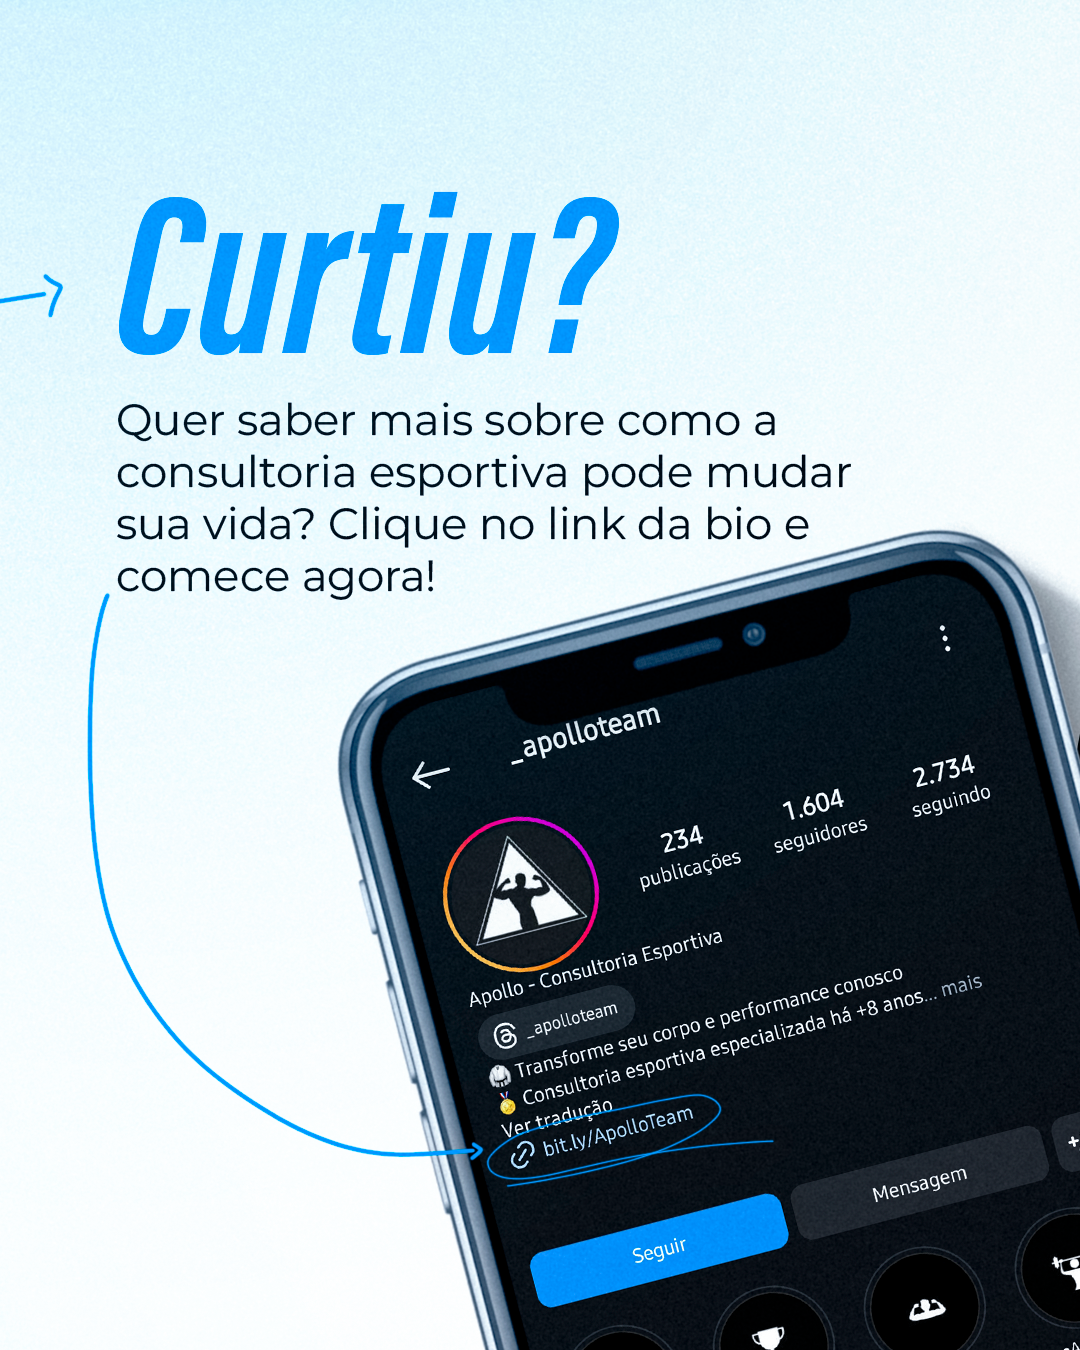 Curtiu?
Quer saber mais sobre como a
consultoria esportiva pode mudar
sua vida? Clique no link da bio e
comece agora!
_apolloteam
234
publicações
1.604
seguidores
2.734
seguindo
Apollo - Consultoria Esportiva
_apolloteam
Transforme seu corpo e performance conosco
Consultoria esportiva especializada há +8 anos... mais
Ver tradução
bit.ly/ApolloTeam
Seguir
Mensagem